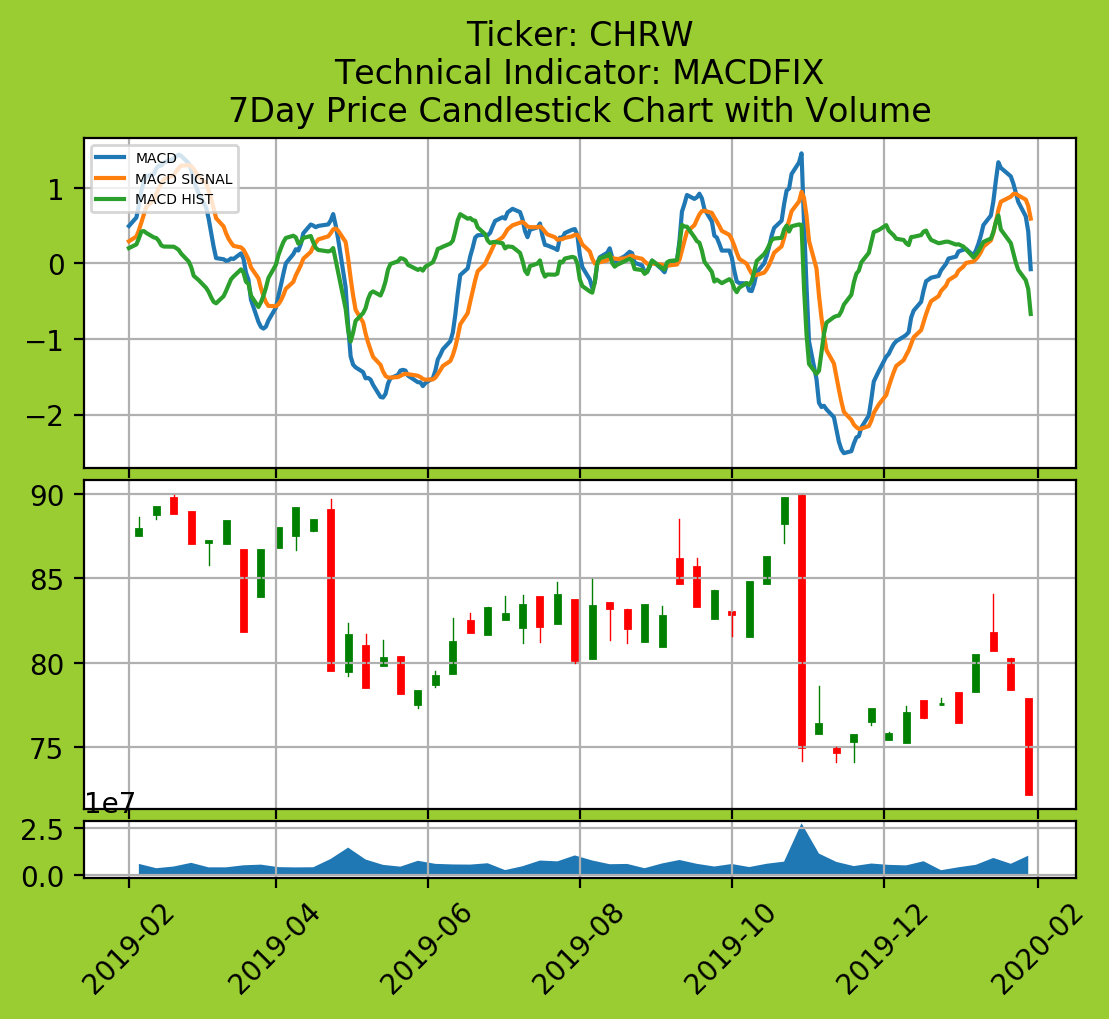 Ticker: CHRW
Technical Indicator: MACDFIX
7Day Price Candlestick Chart with Volume
MACD
MACD SIGNAL
MACD HIST
1
0
−1
−2
90
85
80
75
1e7
2.5
0.0
2019-02
2019-04
2019-06
2019-08
2019-10
2019-12
2020-02